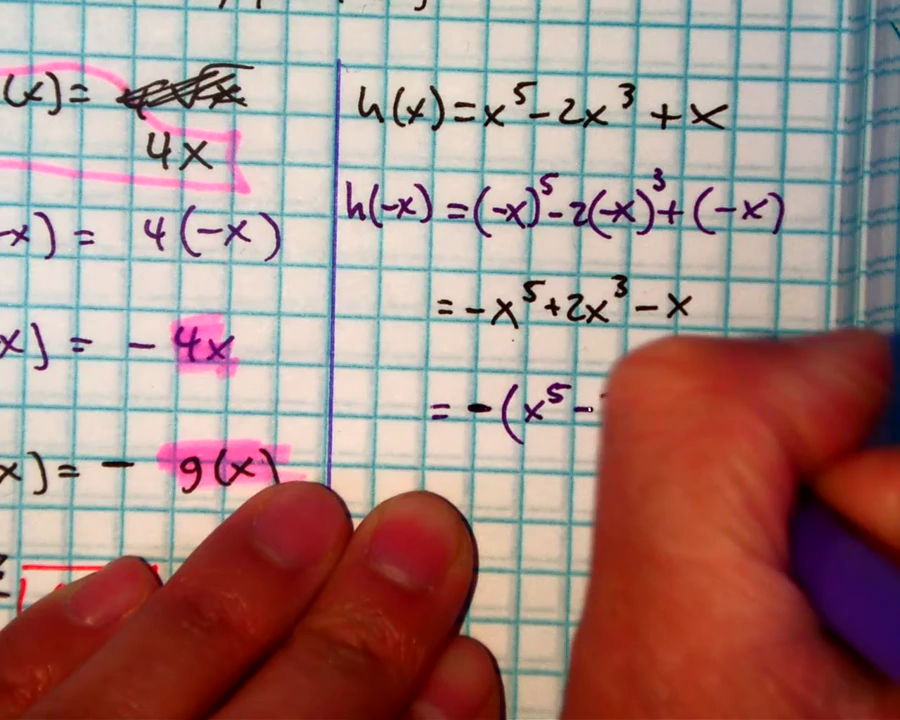 (x) =
4x
-x) = 4(-x)
x) = - 4x
x) = - g(x)
h(x) = x⁵ - 2x³ + x
h(-x) = (-x)⁵ - 2(-x)³ + (-x)
= -x⁵ + 2x³ - x
= - (x⁵ -